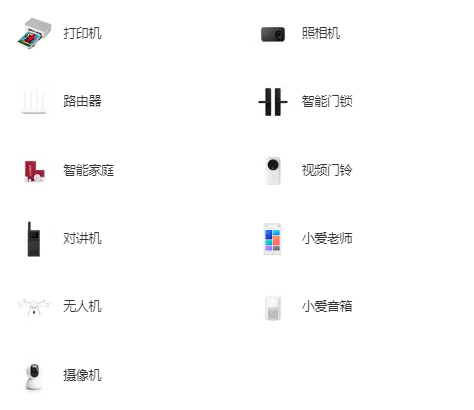 打印机
照相机
路由器
智能门锁
智能家庭
视频门铃
对讲机
小爱老师
无人机
小爱音箱
摄像机